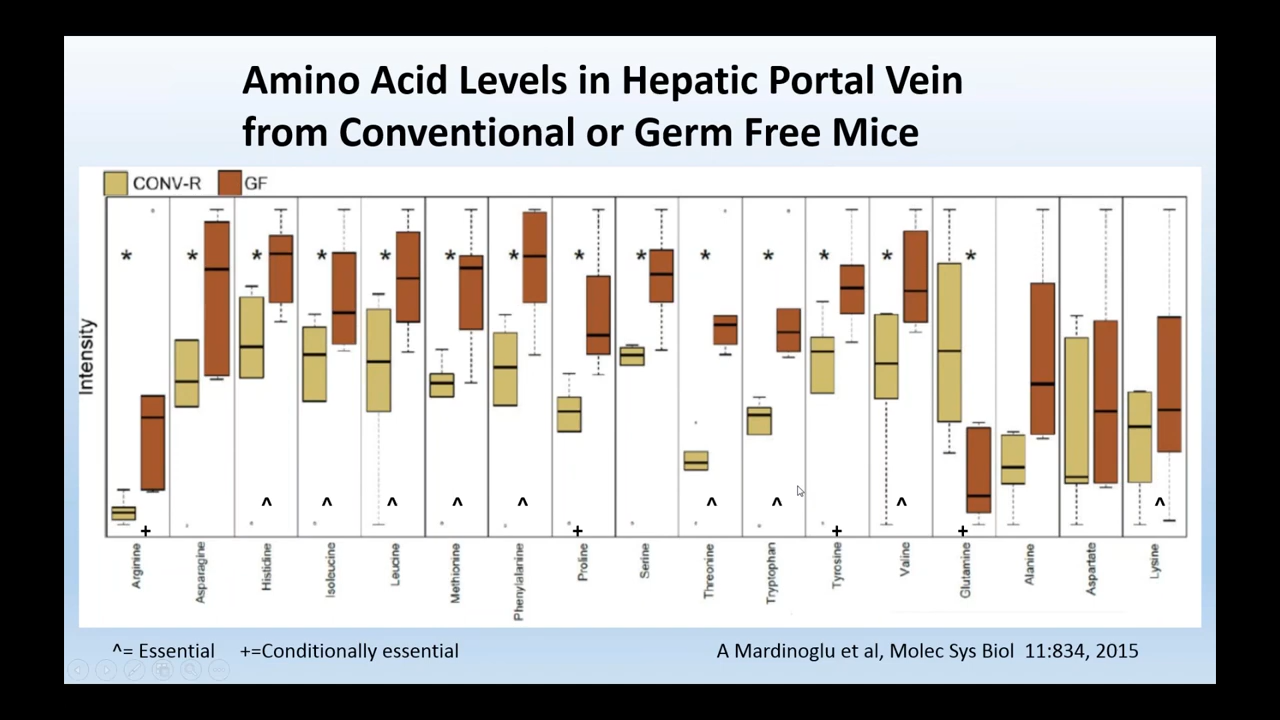 Amino Acid Levels in Hepatic Portal Vein
from Conventional or Germ Free Mice
CONV-R GF
Intensity
* * * * * * * * * * * * * *
^ ^ ^ ^ ^ ^ ^ ^ ^
+ + + +
Arginine
Asparagine
Histidine
Isoleucine
Leucine
Methionine
Phenylalanine
Proline
Serine
Threonine
Tryptophan
Tyrosine
Valine
Glutamine
Alanine
Aspartate
Lysine
^= Essential +=Conditionally essential
A Mardinoglu et al, Molec Sys Biol 11:834, 2015